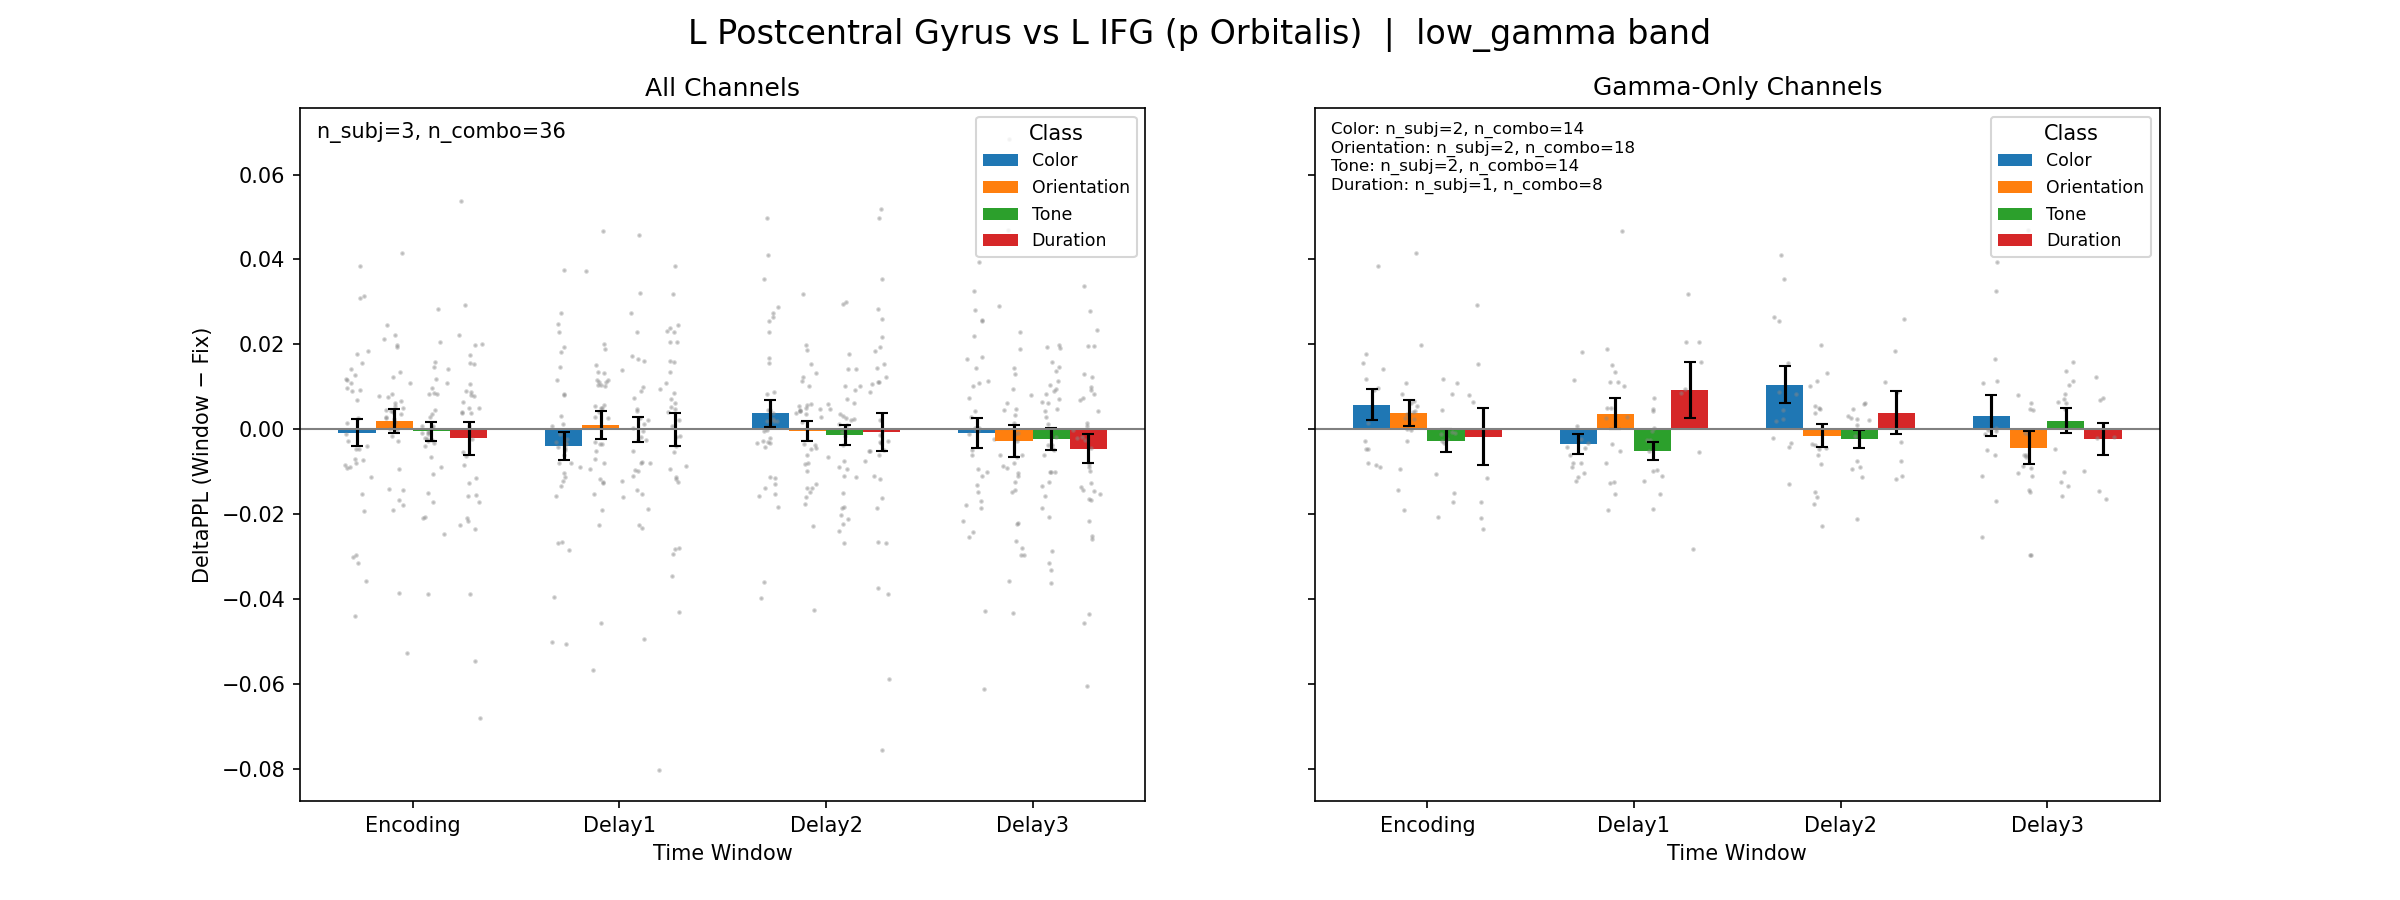 L Postcentral Gyrus vs L IFG (p Orbitalis)  |  low_gamma band
All Channels
n_subj=3, n_combo=36
Class
Color
Orientation
Tone
Duration
0.06
0.04
0.02
0.00
−0.02
−0.04
−0.06
−0.08
DeltaPPL (Window − Fix)
Encoding
Delay1
Delay2
Delay3
Time Window
Gamma-Only Channels
Color: n_subj=2, n_combo=14
Orientation: n_subj=2, n_combo=18
Tone: n_subj=2, n_combo=14
Duration: n_subj=1, n_combo=8
Class
Color
Orientation
Tone
Duration
Encoding
Delay1
Delay2
Delay3
Time Window